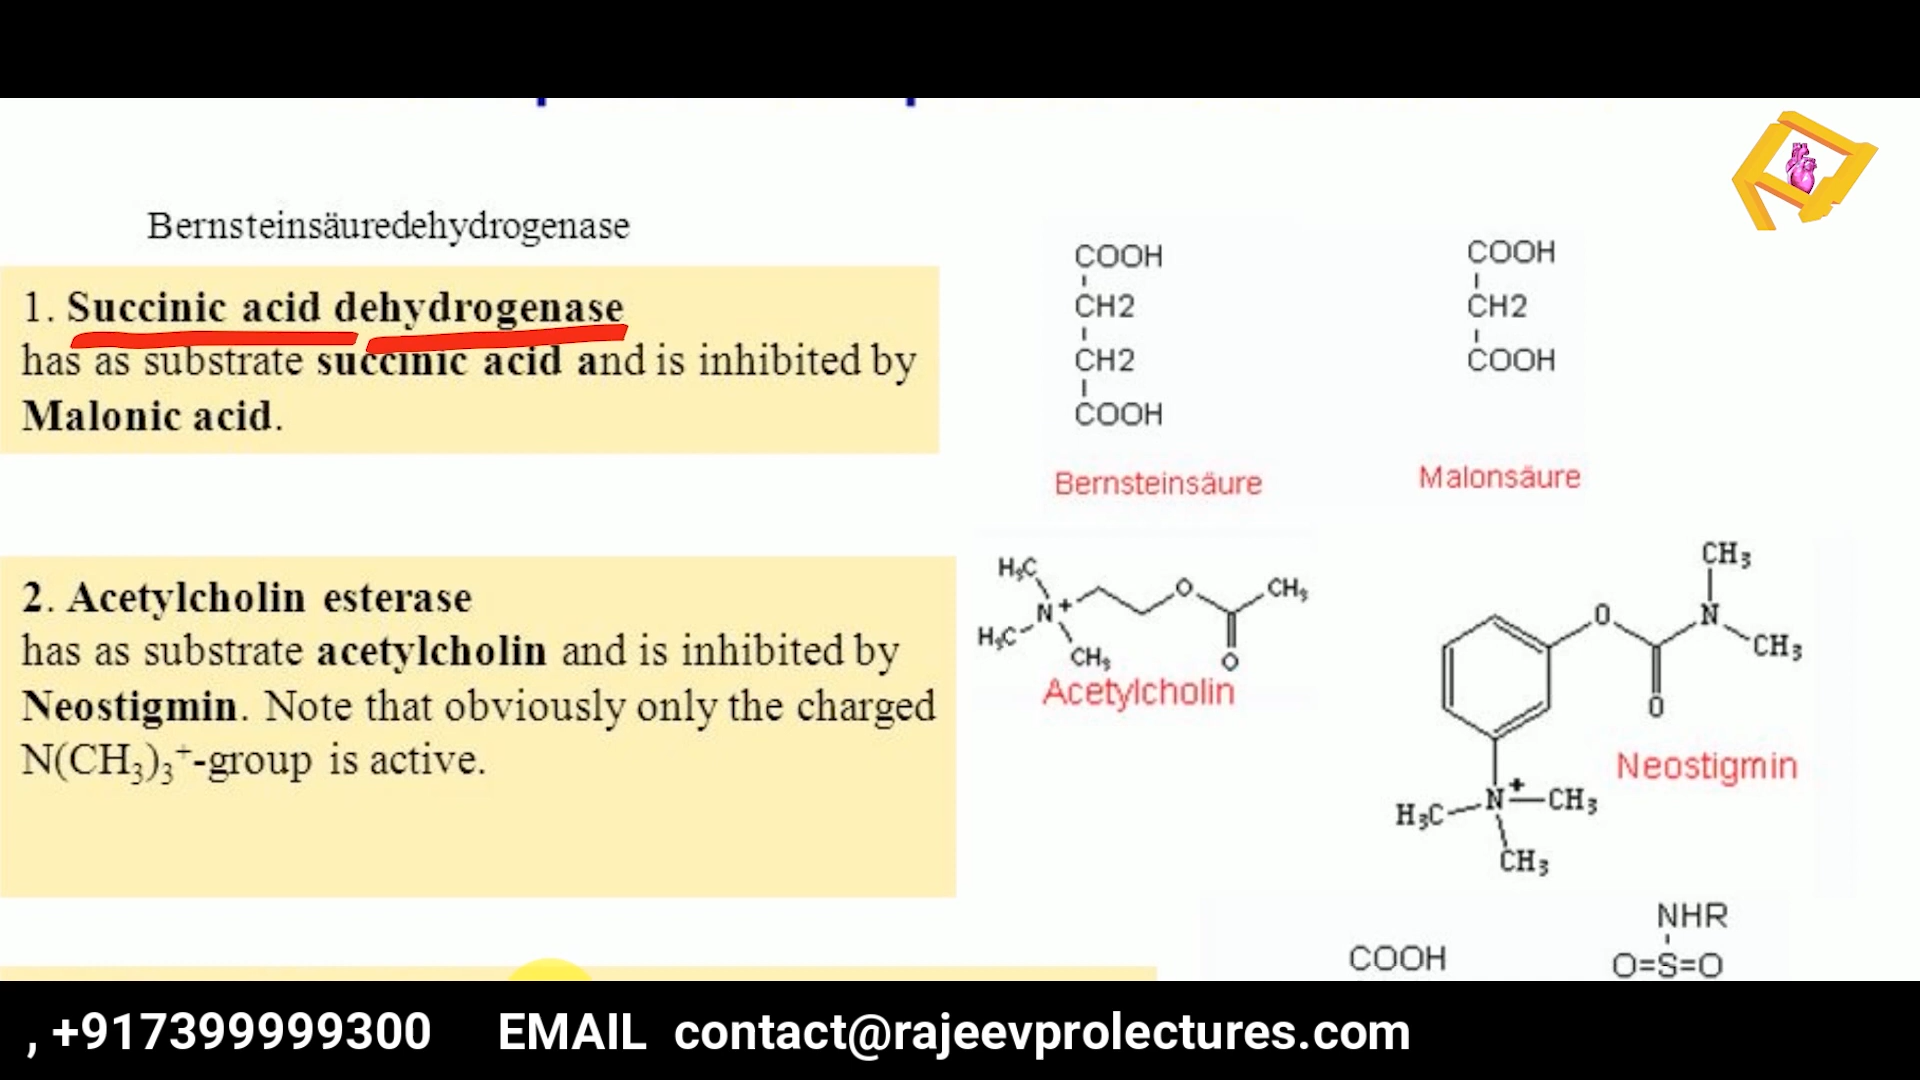 Bernsteinsäuredehydrogenase
1. Succinic acid dehydrogenase
has as substrate succinic acid and is inhibited by
Malonic acid.
COOH
CH2
CH2
COOH
Bernsteinsäure
COOH
CH2
COOH
Malonsäure
2. Acetylcholin esterase
has as substrate acetylcholin and is inhibited by
Neostigmin. Note that obviously only the charged
N(CH₃)₃⁺-group is active.
H₃C
N⁺
H₃C
CH₃
O
CH₃
O
Acetylcholin
CH₃
O
N
CH₃
O
Neostigmin
H₃C
N⁺
CH₃
CH₃
COOH
NHR
O=S=O
, +917399999300 EMAIL contact@rajeevprolectures.com